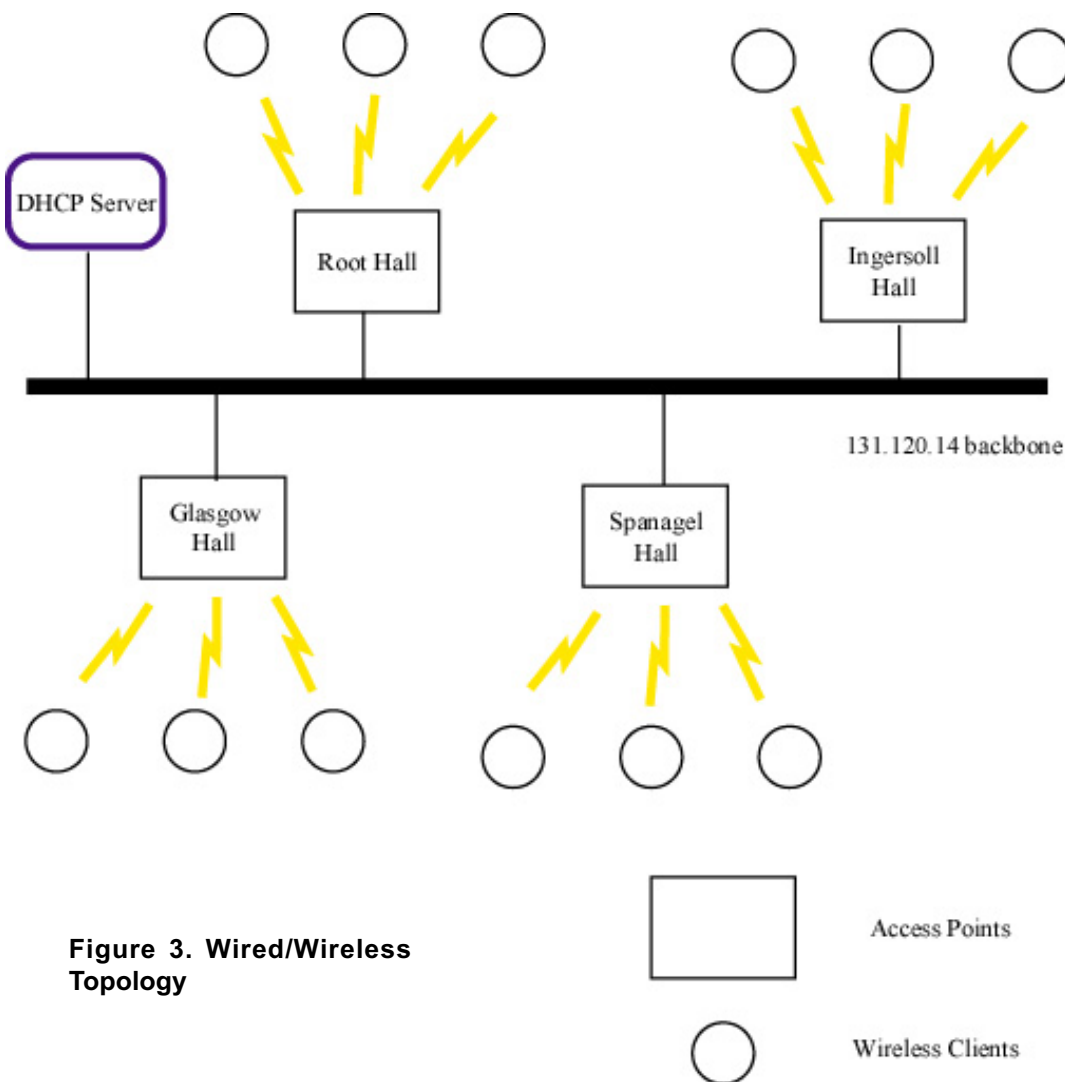 DHCP Server
Root Hall
Ingersoll
Hall
131.120.14 backbone
Glasgow
Hall
Spanagel
Hall
Access Points
Figure 3. Wired/Wireless
Topology
Wireless Clients